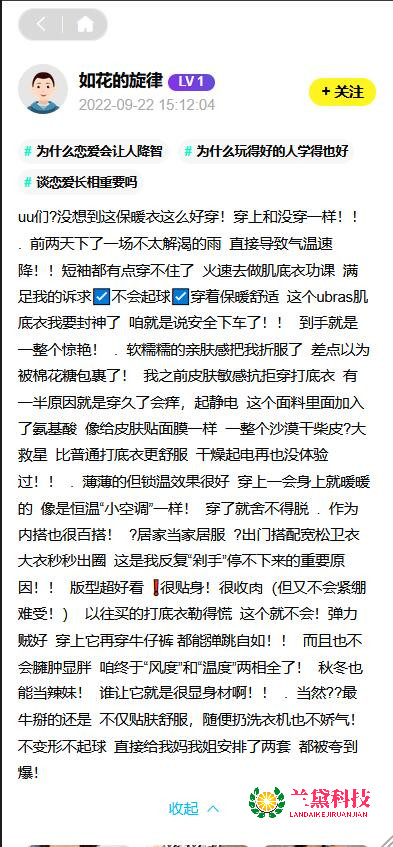 如花的旋律 LV 1
2022-09-22 15:12:04
+ 关注
# 为什么恋爱会让人降智 # 为什么玩得好的人学得也好
# 谈恋爱长相重要吗
uu们?没想到这保暖衣这么好穿！穿上和没穿一样！！
. 前两天下了一场不太解渴的雨 直接导致气温速
降！！短袖都有点穿不住了 火速去做肌底衣功课 满
足我的诉求☑不会起球☑穿着保暖舒适 这个ubras肌
底衣我要封神了 咱就是说安全下车了！！ 到手就是
一整个惊艳！ . 软糯糯的亲肤感把我折服了 差点以为
被棉花糖包裹了！ 我之前皮肤敏感抗拒穿打底衣 有
一半原因就是穿久了会痒，起静电 这个面料里面加入
了氨基酸 像给皮肤贴面膜一样 一整个沙漠干柴皮?大
救星 比普通打底衣更舒服 干燥起电再也没体验
过！！ . 薄薄的但锁温效果很好 穿上一会身上就暖暖
的 像是恒温“小空调”一样！ 穿了就舍不得脱 . 作为
内搭也很百搭！ ?居家当家居服 ?出门搭配宽松卫衣
大衣秒秒出圈 这是我反复“剁手”停不下来的重要原
因！！ 版型超好看❗很贴身！很收肉（但又不会紧绷
难受！） 以往买的打底衣勒得慌 这个就不会！弹力
贼好 穿上它再穿牛仔裤 都能弹跳自如！！ 而且也不
会臃肿显胖 咱终于“风度”和“温度”两相全了！ 秋冬也
能当辣妹！ 谁让它就是很显身材啊！！ . 当然??最
牛掰的还是 不仅贴肤舒服，随便扔洗衣机也不娇气！
不变形不起球 直接给我妈我姐安排了两套 都被夸到
爆！
收起
兰黛科技
LANDAIKEJIRUANJIAN